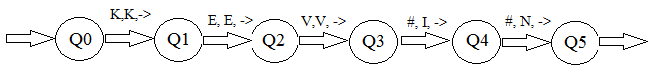 K,K,-> E, E, -> V,V, -> #, I, -> #, N, ->
Q0 Q1 Q2 Q3 Q4 Q5